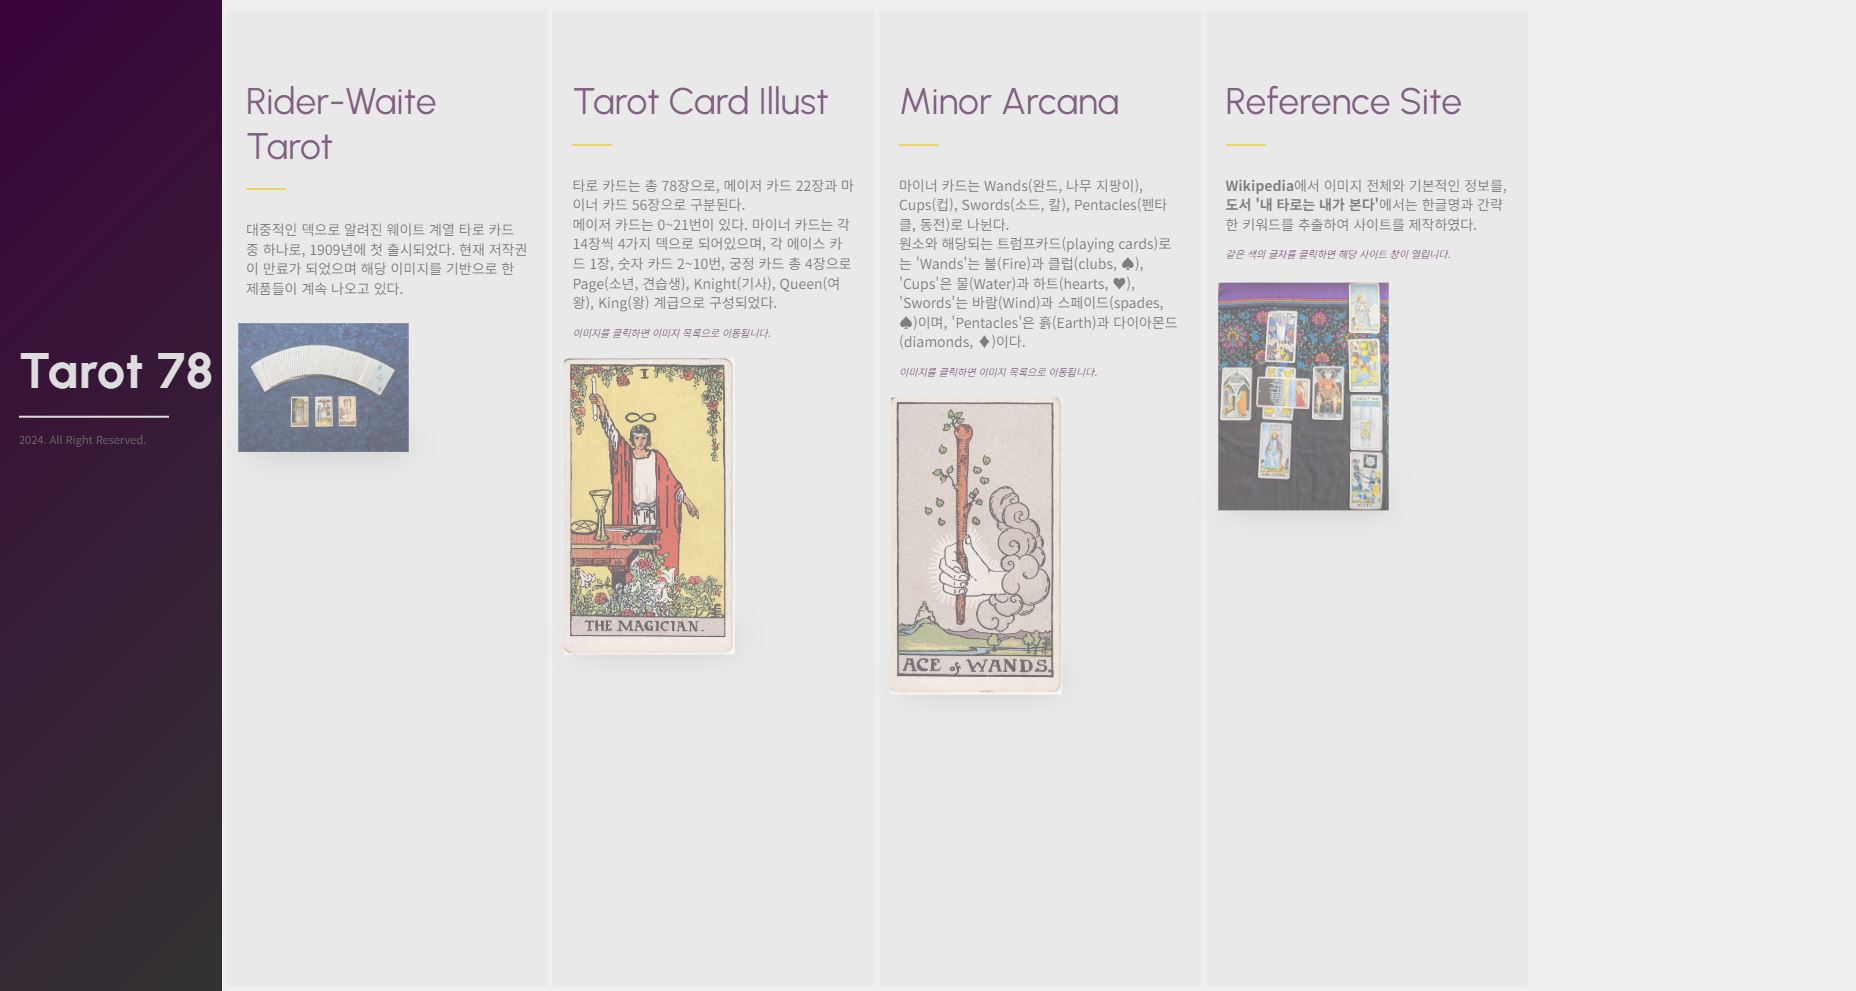 Tarot 78
2024. All Right Reserved.
Rider-Waite
Tarot
대중적인 덱으로 알려진 웨이트 계열 타로 카드
중 하나로, 1909년에 첫 출시되었다. 현재 저작권
이 만료가 되었으며 해당 이미지를 기반으로 한
제품들이 계속 나오고 있다.
Tarot Card Illust
타로 카드는 총 78장으로, 메이저 카드 22장과 마
이너 카드 56장으로 구분된다.
메이저 카드는 0~21번이 있다. 마이너 카드는 각
14장씩 4가지 덱으로 되어있으며, 각 에이스 카
드 1장, 숫자 카드 2~10번, 궁정 카드 총 4장으로
Page(소년, 견습생), Knight(기사), Queen(여
왕), King(왕) 계급으로 구성되었다.
이미지를 클릭하면 이미지 목록으로 이동됩니다.
I
THE MAGICIAN.
Minor Arcana
마이너 카드는 Wands(완드, 나무 지팡이),
Cups(컵), Swords(소드, 칼), Pentacles(펜타
클, 동전)로 나뉜다.
원소와 해당되는 트럼프카드(playing cards)로
는 'Wands'는 불(Fire)과 클럽(clubs, ♠),
'Cups'은 물(Water)과 하트(hearts, ♥),
'Swords'는 바람(Wind)과 스페이드(spades,
♠)이며, 'Pentacles'은 흙(Earth)과 다이아몬드
(diamonds, ♦)이다.
이미지를 클릭하면 이미지 목록으로 이동됩니다.
ACE of WANDS.
Reference Site
Wikipedia에서 이미지 전체와 기본적인 정보를,
도서 '내 타로는 내가 본다'에서는 한글명과 간략
한 키워드를 추출하여 사이트를 제작하였다.
같은 색의 글자를 클릭하면 해당 사이트 창이 열립니다.